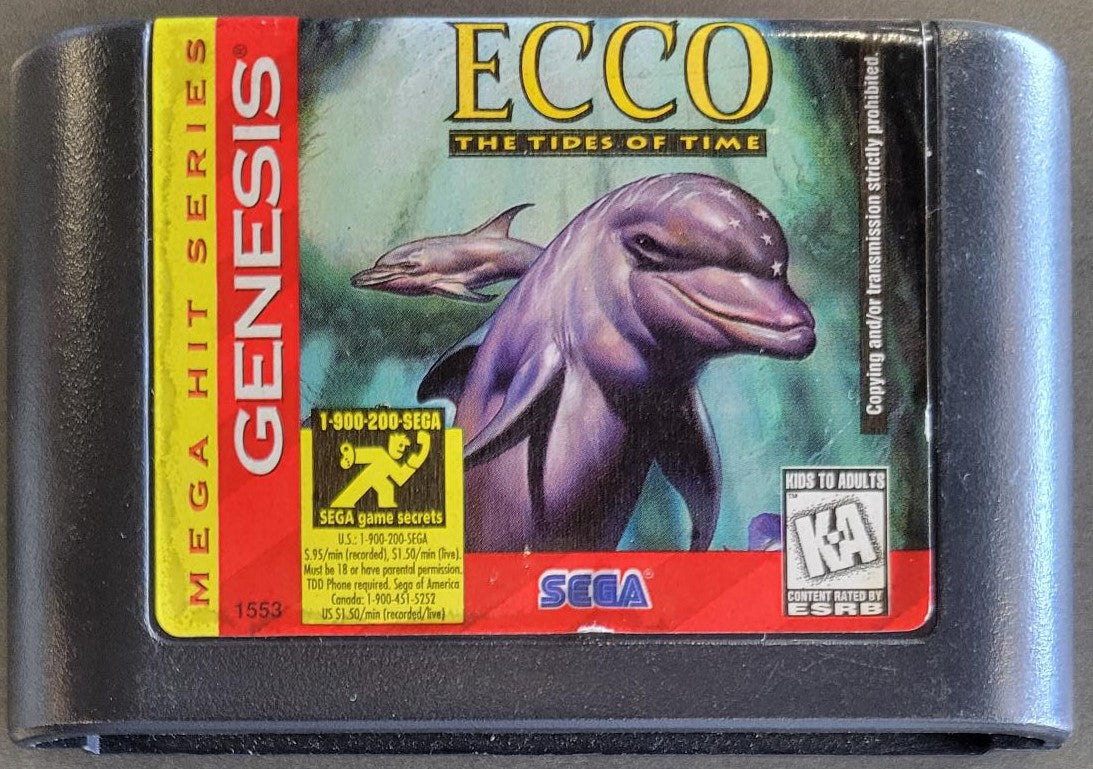 MEGA HIT SERIES
GENESIS®
ECCO
THE TIDES OF TIME
Copying and/or transmission strictly prohibited.
1-900-200-SEGA
SEGA game secrets
U.S.: 1-900-200-SEGA
$.95/min (recorded), $1.50/min (live).
Must be 18 or have parental permission.
TDD Phone required. Sega of America
Canada: 1-900-451-5252
US $1.50/min (recorded/live)
1553
SEGA®
KIDS TO ADULTS
™
K-A
CONTENT RATED BY
ESRB